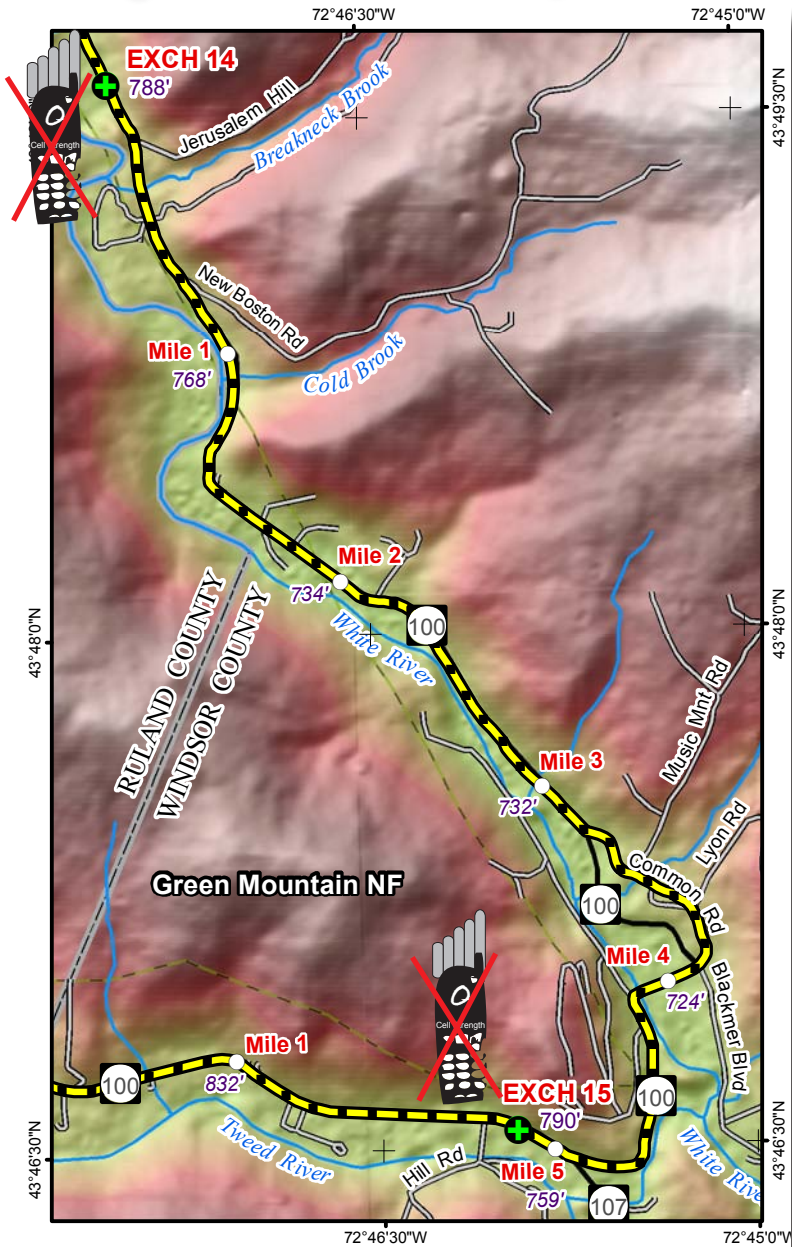 72°46'30"W
72°45'0"W
EXCH 14
788'
43°49'30"N
Jerusalem Hill
Breakneck Brook
Cell Strength
0
New Boston Rd
Mile 1
768'
Cold Brook
Mile 2
734'
43°48'0"N
43°48'0"N
100
White River
RULAND COUNTY
WINDSOR COUNTY
Music Mnt Rd
Mile 3
732'
Lyon Rd
Common Rd
Green Mountain NF
100
Mile 4
724'
Blackmer Blvd
0
Cell Strength
Mile 1
832'
100
EXCH 15
790'
100
43°46'30"N
43°46'30"N
Tweed River
Hill Rd
Mile 5
759'
White Rive
107
72°46'30"W
72°45'0"W